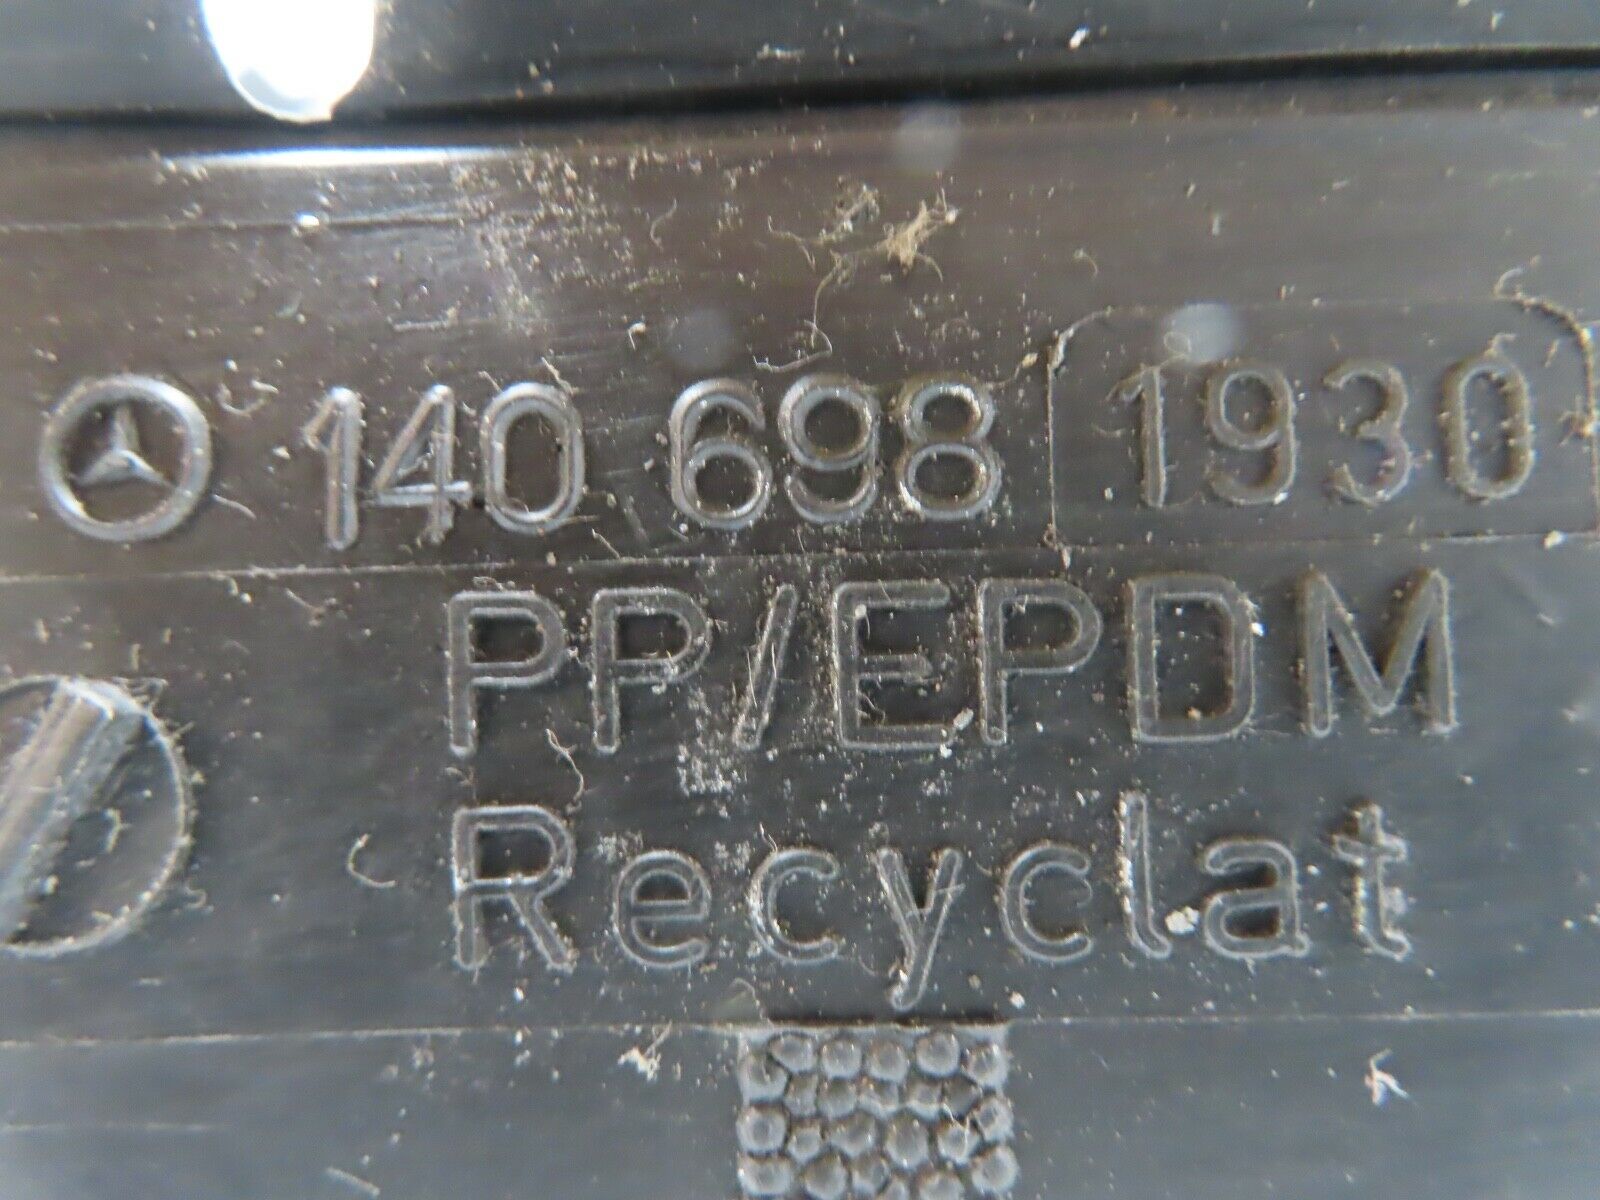 140 698 1930
PP/EPDM
Recyclat